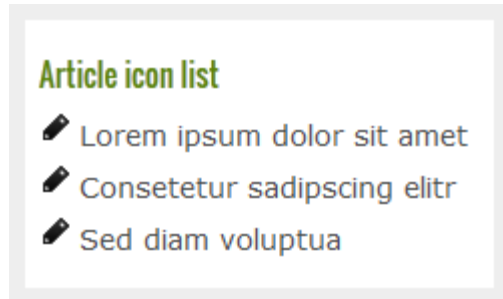 Article icon list
Lorem ipsum dolor sit amet
Consetetur sadipscing elitr
Sed diam voluptua